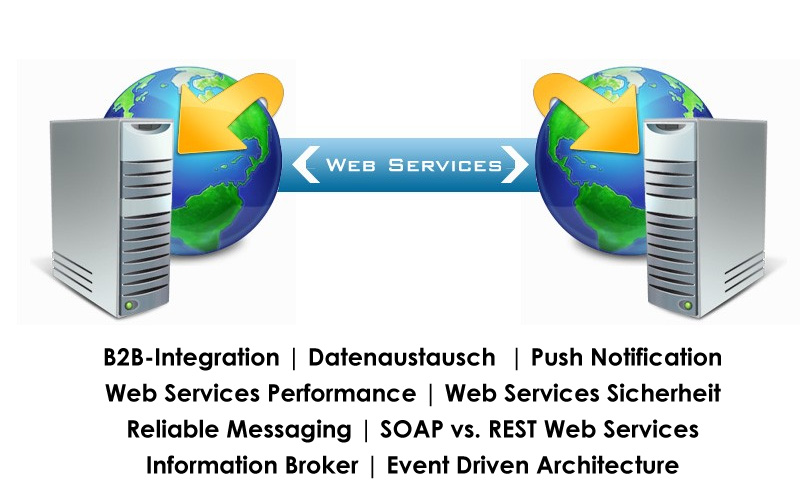 Web Services
B2B-Integration | Datenaustausch | Push Notification
Web Services Performance | Web Services Sicherheit
Reliable Messaging | SOAP vs. REST Web Services
Information Broker | Event Driven Architecture